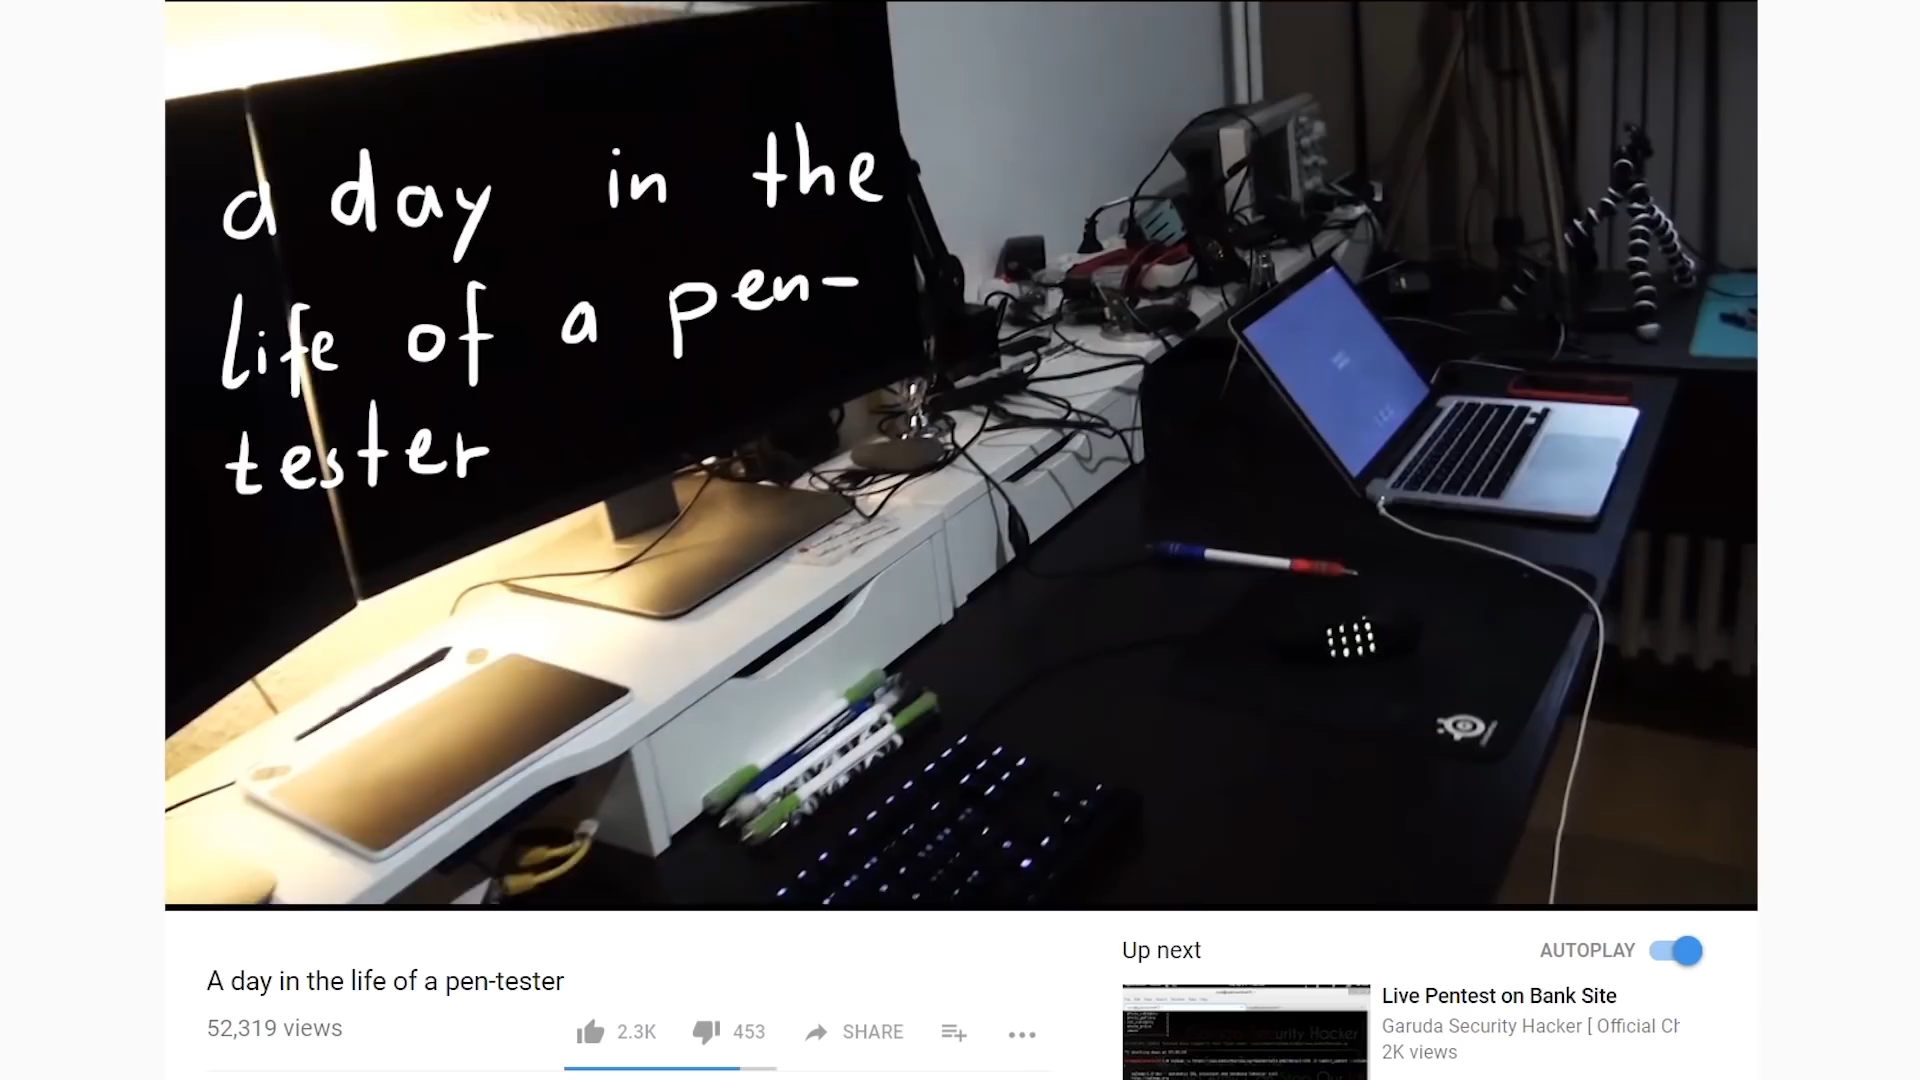 a day in the
life of a pen-
tester
A day in the life of a pen-tester
52,319 views
2.3K
453
SHARE
Up next
AUTOPLAY
Live Pentest on Bank Site
Garuda Security Hacker [ Official Ch
2K views